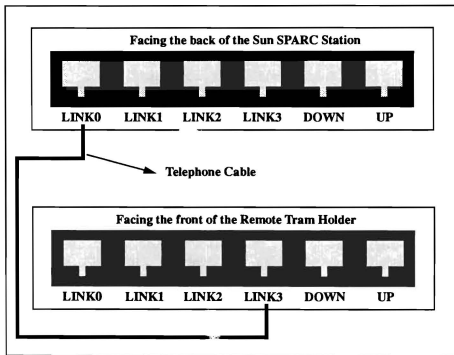 Facing the back of the Sun SPARC Station
LINK0 LINK1 LINK2 LINK3 DOWN UP
Telephone Cable
Facing the front of the Remote Tram Holder
LINK0 LINK1 LINK2 LINK3 DOWN UP